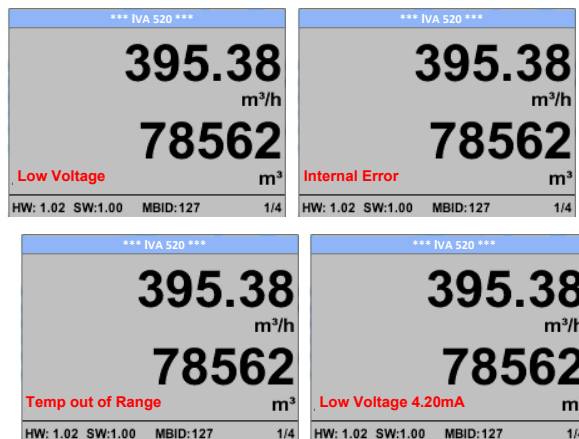 *** IVA 520 ***
395.38
m³/h
78562
Low Voltage m³
HW: 1.02 SW:1.00 MBID:127 1/4
*** IVA 520 ***
395.38
m³/h
78562
Internal Error m³
HW: 1.02 SW:1.00 MBID:127 1/4
*** IVA 520 ***
395.38
m³/h
78562
Temp out of Range m³
HW: 1.02 SW:1.00 MBID:127 1/4
*** IVA 520 ***
395.38
m³/h
78562
Low Voltage 4.20mA m
HW: 1.02 SW:1.00 MBID:127 1/4